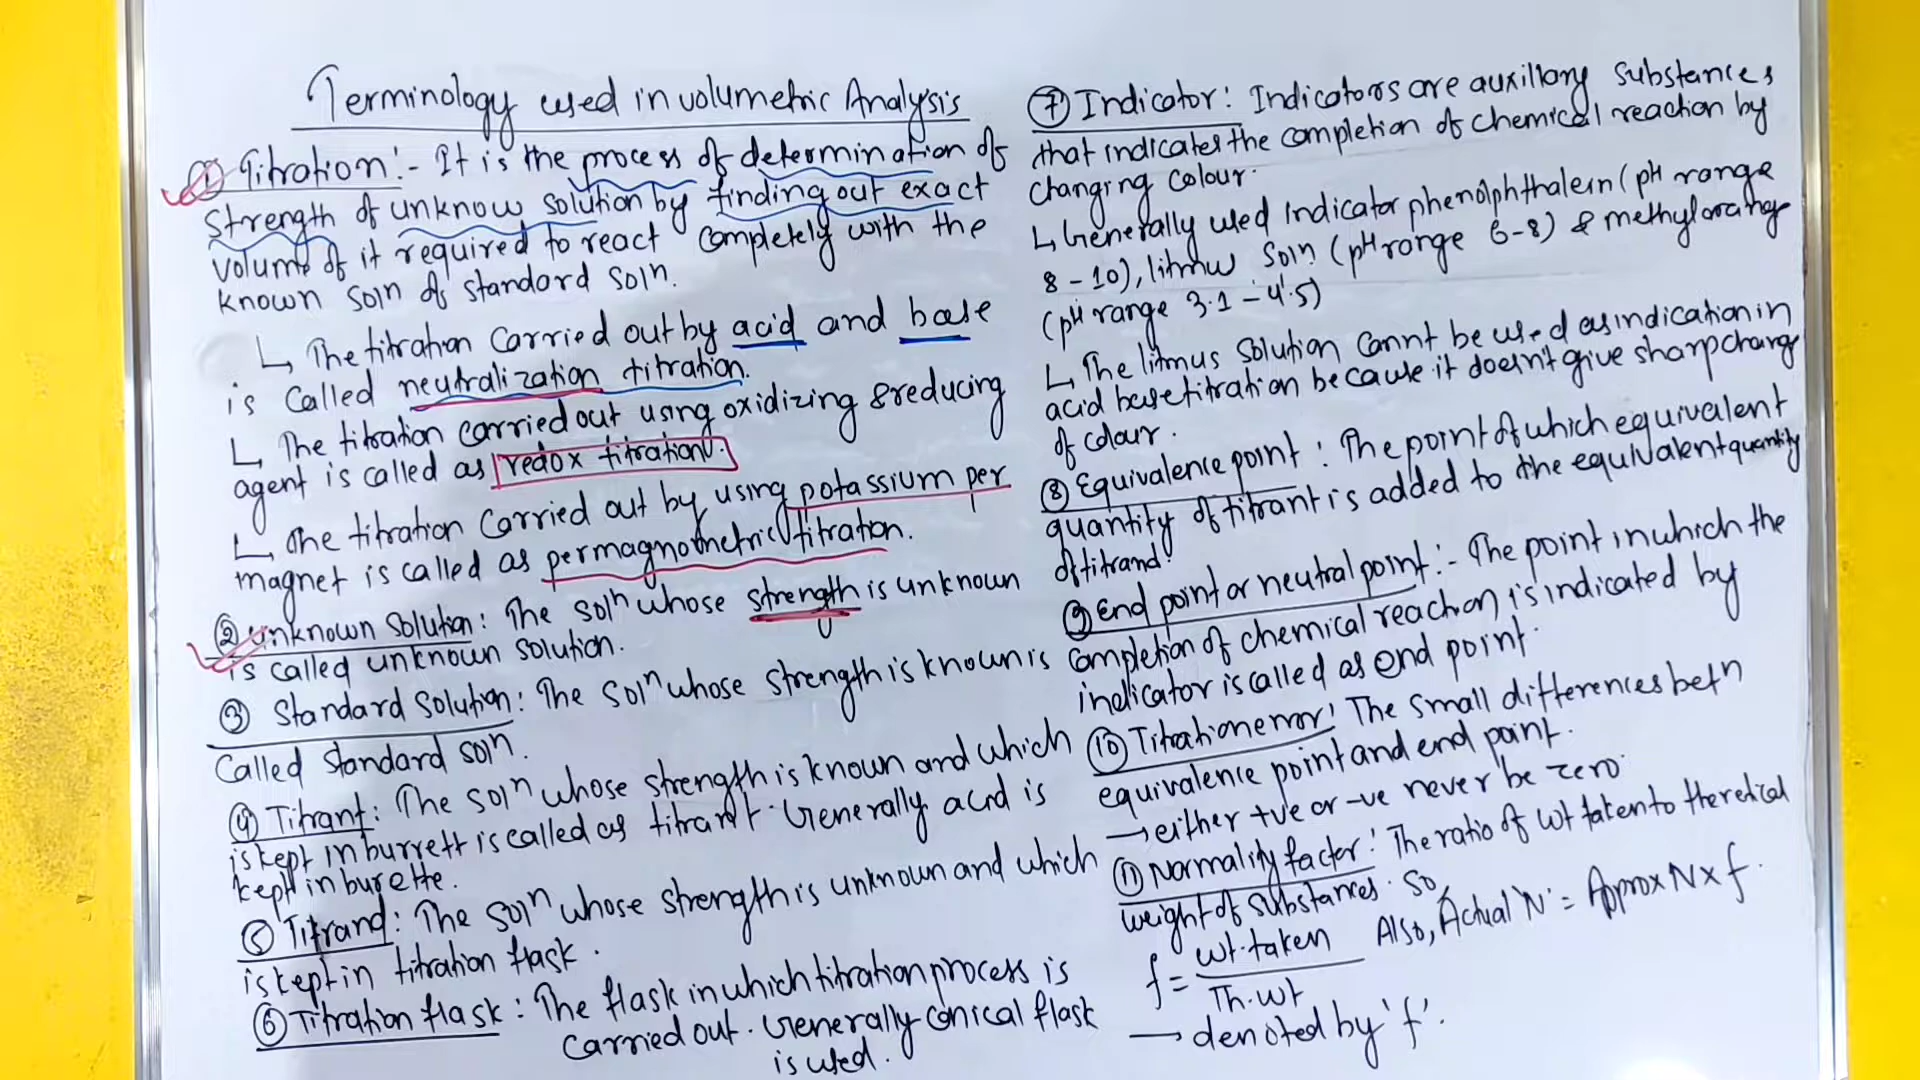 Terminology used in volumetric Analysis
① Titration:- It is the process of determination of
strength of unknow solution by finding out exact
volume of it required to react completely with the
known soln of standard soln.
↳ The titration carried out by acid and base
is called neutralization titration.
↳ The titration carried out using oxidizing & reducing
agent is called as redox titration.
↳ The titration carried out by using potassium per
magnet is called as permagnometric titration.
② Unknown solution: The solⁿ whose strength is unknown
is called unknown solution.
③ Standard solution: The solⁿ whose strength is known is
Called standard soln.
④ Titrant: The solⁿ whose strength is known and which
is kept in burrett is called as titrant. Generally acid is
kept in burette.
⑤ Titrand: The solⁿ whose strength is unknown and which
is kept in titration flask.
⑥ Titration flask: The flask in which titration process is
carried out. Generally conical flask
is used.
⑦ Indicator: Indicators are auxillary substances
that indicates the completion of chemical reaction by
changing colour.
↳ Generally used indicator phenolphthalein (pH range
8-10), litmus soln (pH range 6-8) & methyl orange
(pH range 3.1-4.5)
↳ The litmus solution cannt be used as indication in
acid base titration because it doesn't give sharp change
of colour.
⑧ Equivalence point: The point of which equivalent
quantity of titrant is added to the equivalent quantity
of titrand.
⑨ End point or neutral point:- The point in which the
completion of chemical reaction is indicated by
indicator is called as end point.
⑩ Titration error: The small differences betn
equivalence point and end point.
→ either +ve or -ve never be zero.
⑪ Normality factor: The ratio of wt taken to theretical
weight of substances. So,
f = wt. taken / Th. wt Also, Actual 'N' = Approx N x f.
→ denoted by 'f'.